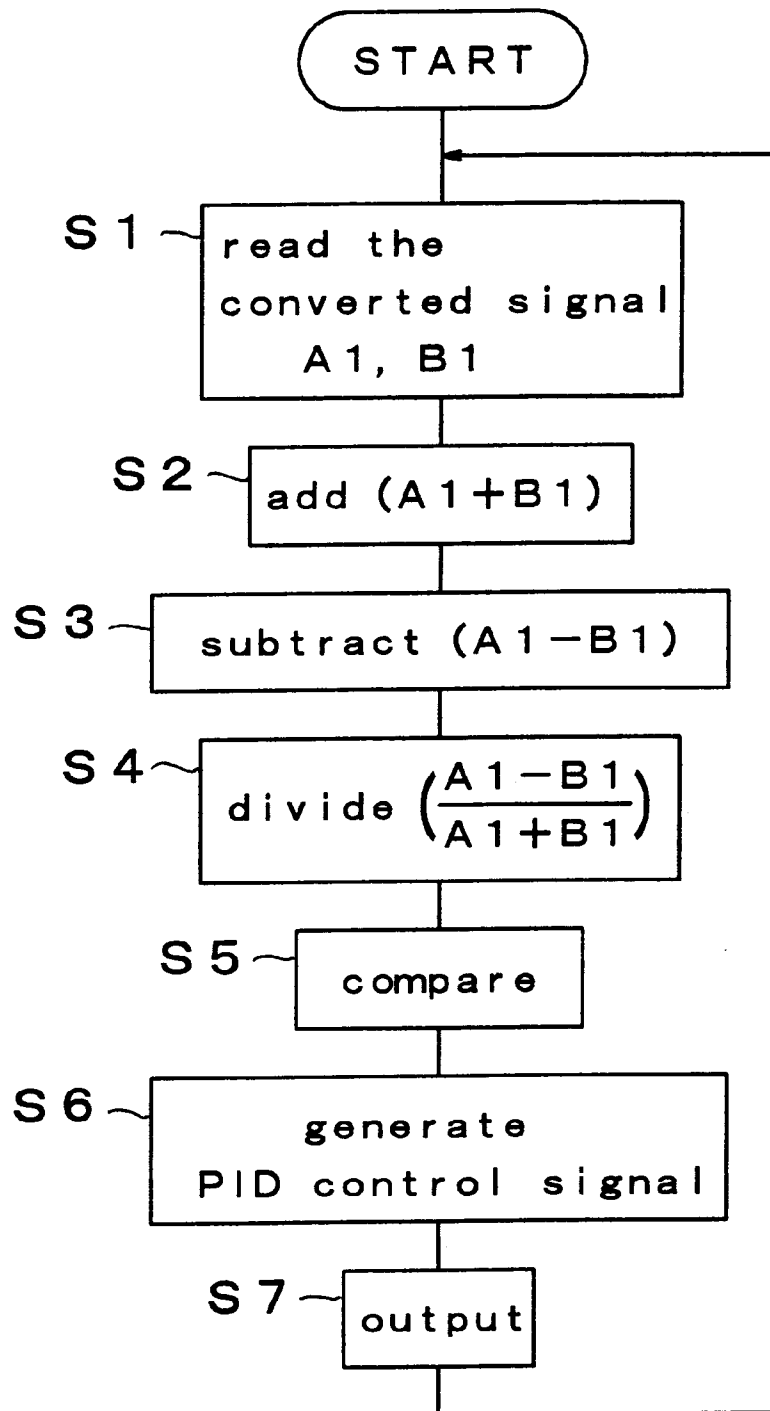 START
S1
read the
converted signal
A1, B1
S2
add (A1+B1)
S3
subtract (A1-B1)
S4
divide (A1-B1/A1+B1)
S5
compare
S6
generate
PID control signal
S7
output